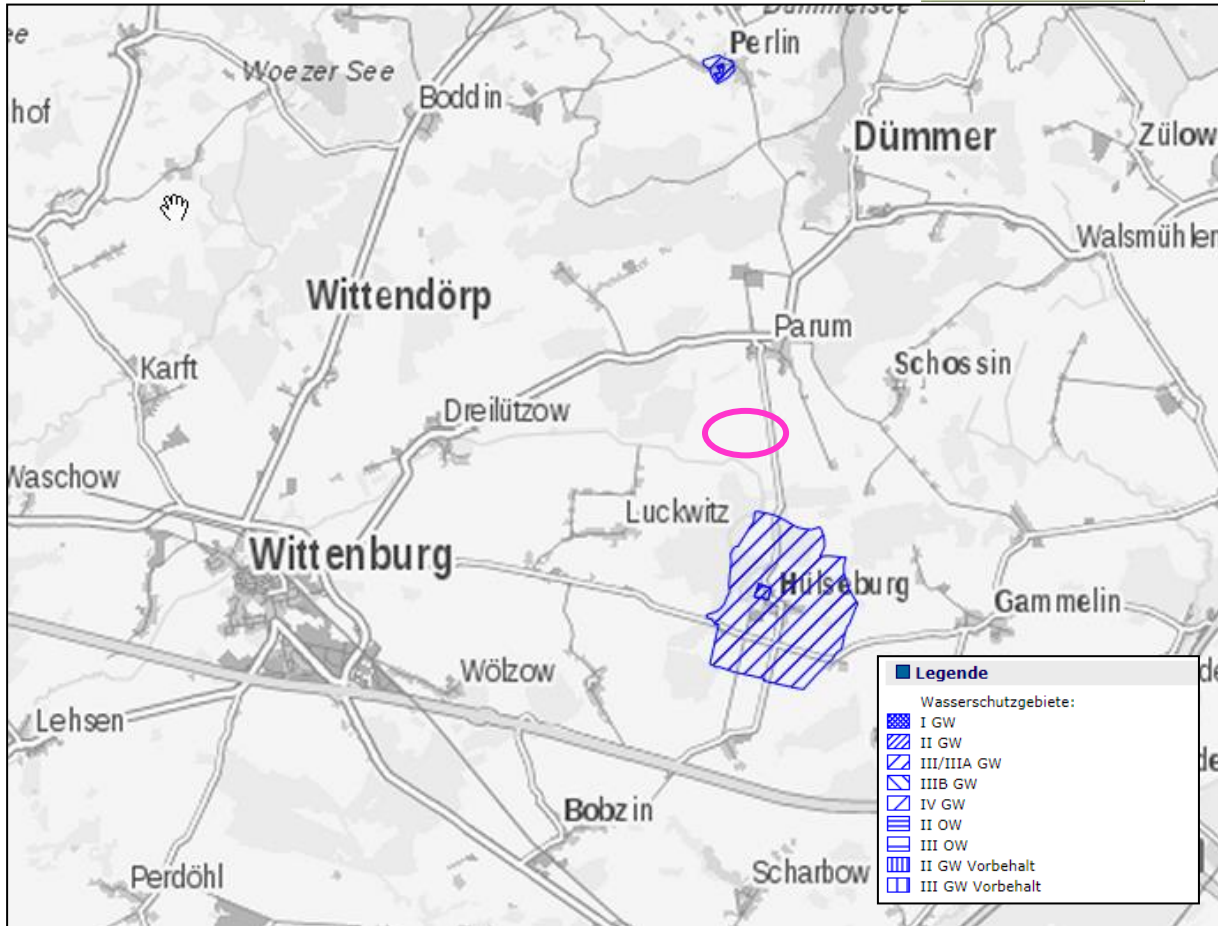 Dümmersee
Perlin
Woezer See
Boddin
hof
Dümmer
Zülow
Walsmühlen
Wittendörp
Parum
Karft
Schossin
Dreilützow
Waschow
Luckwitz
Wittenburg
Hülseburg
Gammelin
Wölzow
Lehsen
Bobzin
Perdöhl
Scharbow
Legende
Wasserschutzgebiete:
I GW
II GW
III/IIIA GW
IIIB GW
IV GW
II OW
III OW
II GW Vorbehalt
III GW Vorbehalt